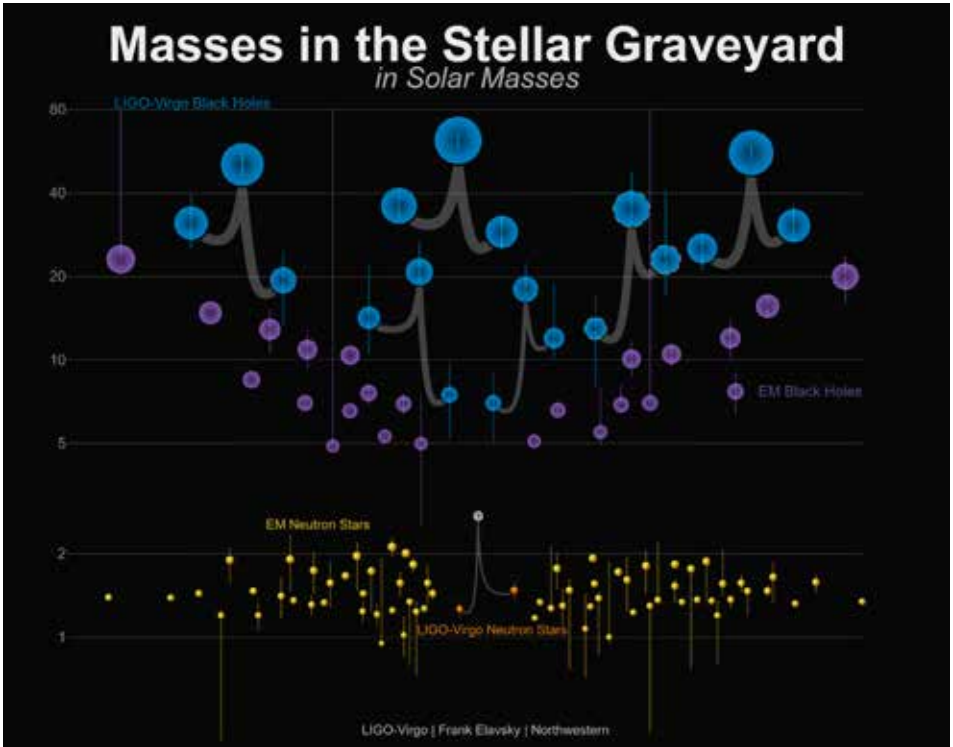 Masses in the Stellar Graveyard
in Solar Masses
LIGO-Virgo Black Holes
80
40
20
10
EM Black Holes
5
EM Neutron Stars
2
LIGO-Virgo Neutron Stars
1
LIGO-Virgo | Frank Elavsky | Northwestern